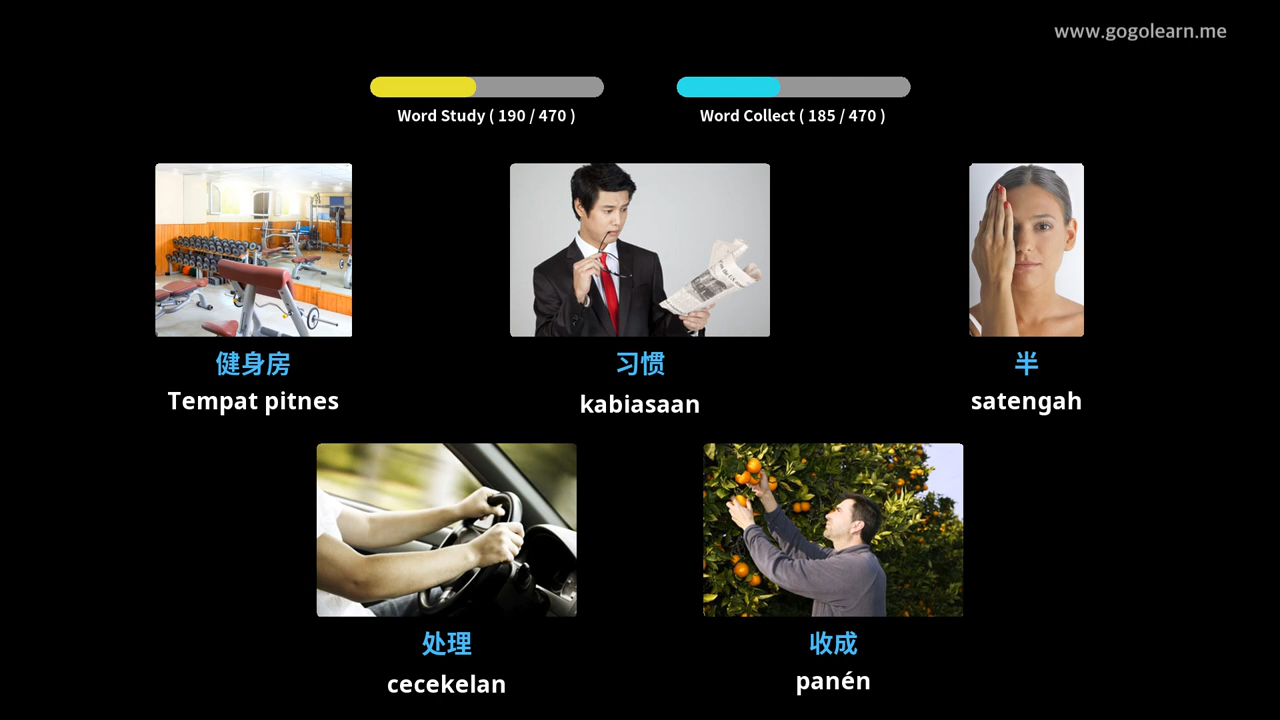 www.gogolearn.me
Word Study ( 190 / 470 )
Word Collect ( 185 / 470 )
健身房
Tempat pitnes
习惯
kabiasaan
半
satengah
处理
cecekelan
收成
panén